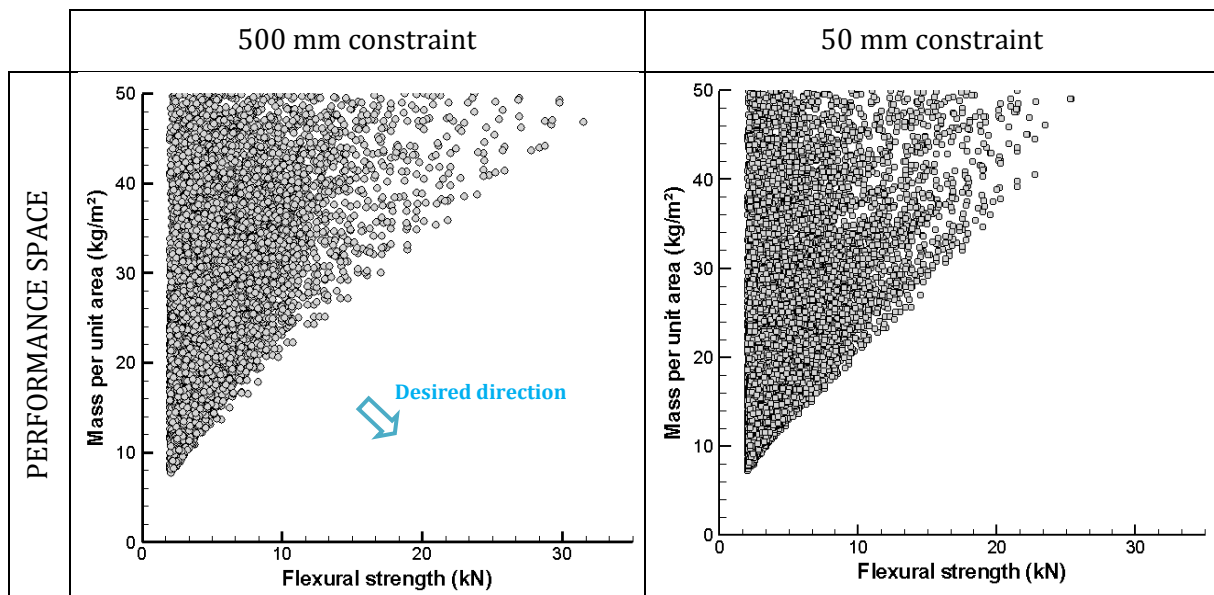 500 mm constraint
50 mm constraint
PERFORMANCE SPACE
Mass per unit area (kg/m²)
50
40
30
20
10
0
Desired direction
0 10 20 30
Flexural strength (kN)
Mass per unit area (kg/m²)
50
40
30
20
10
0
0 10 20 30
Flexural strength (kN)